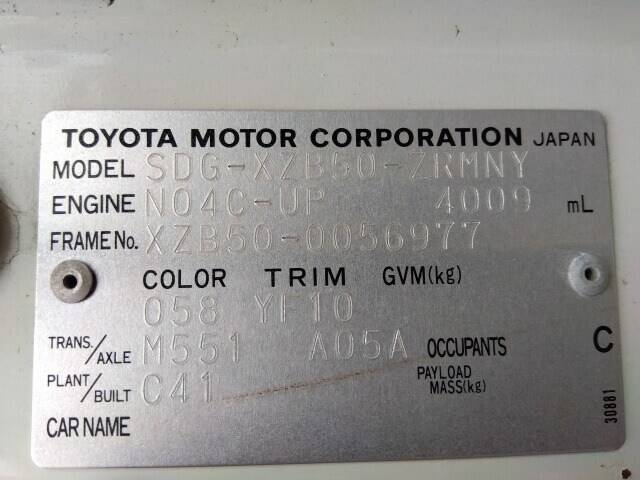 TOYOTA MOTOR CORPORATION JAPAN
MODEL SDG-XZB50-ZRMNY
ENGINE N04C-UP 4009 mL
FRAME No. XZB50-0056977
COLOR TRIM GVM(kg)
058 YF10
TRANS./AXLE M551 A05A OCCUPANTS C
PLANT/BUILT C41 PAYLOAD MASS(kg)
CAR NAME
30881